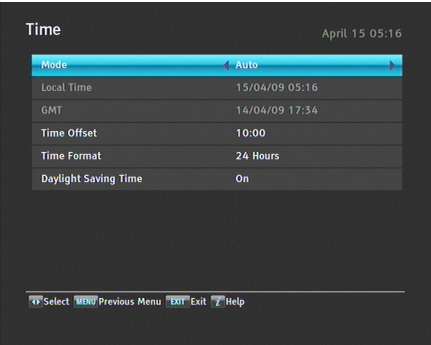 Time
April 15 05:16
Mode Auto
Local Time 15/04/09 05:16
GMT 14/04/09 17:34
Time Offset 10:00
Time Format 24 Hours
Daylight Saving Time On
Select MENU Previous Menu EXIT Exit i Help